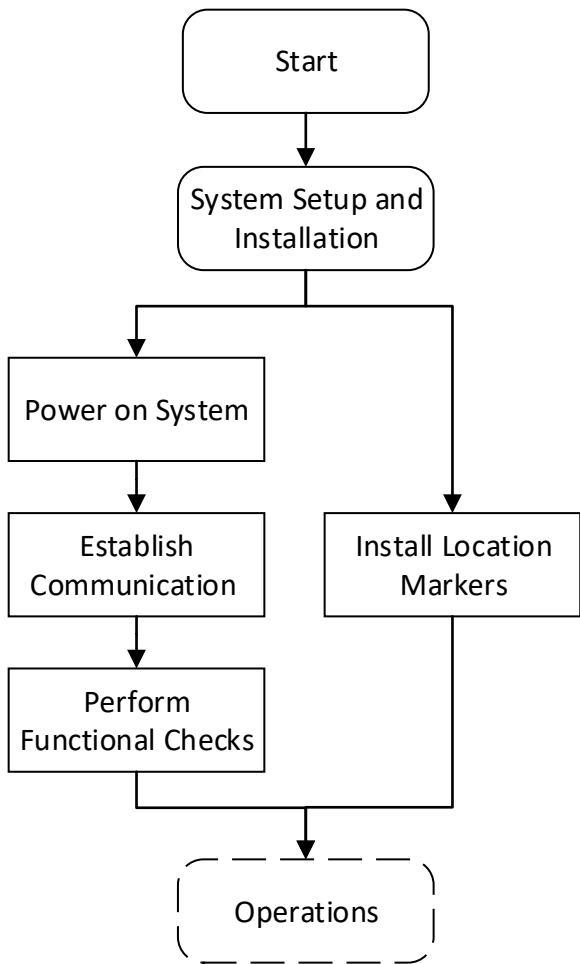 Start
System Setup and
Installation
Power on System
Establish
Communication
Install Location
Markers
Perform
Functional Checks
Operations